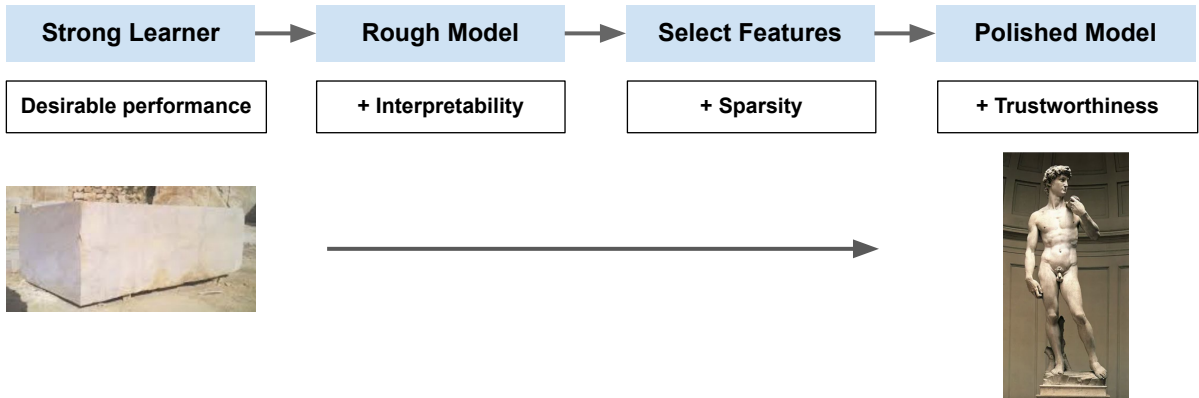 Strong Learner
Rough Model
Select Features
Polished Model
Desirable performance
+ Interpretability
+ Sparsity
+ Trustworthiness